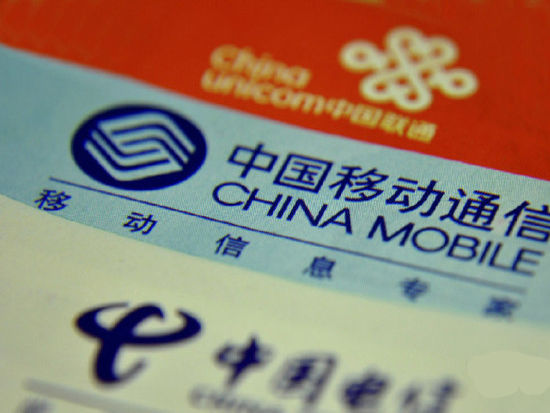 China
unicom中国联通
中国移动通信
CHINA MOBILE
移动信息专家
中国电信